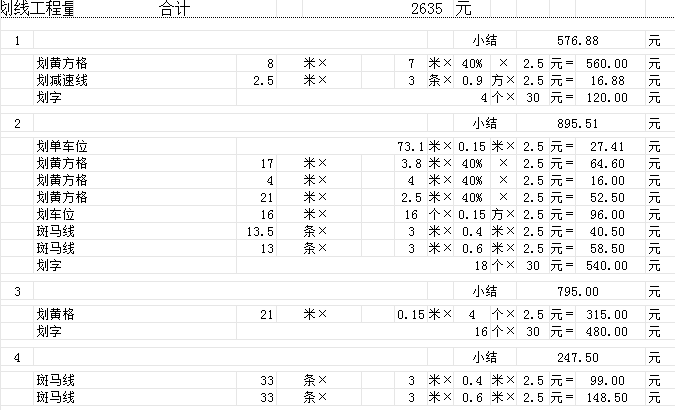 划线工程量 合计 2635 元
1 小结 576.88 元
划黄方格 8 米× 7 米× 40% × 2.5 元= 560.00 元
划减速线 2.5 米× 3 条× 0.9 方× 2.5 元= 16.88 元
划字 4 个× 30 元= 120.00 元
2 小结 895.51 元
划单车位 73.1 米× 0.15 米× 2.5 元= 27.41 元
划黄方格 17 米× 3.8 米× 40% × 2.5 元= 64.60 元
划黄方格 4 米× 4 米× 40% × 2.5 元= 16.00 元
划黄方格 21 米× 2.5 米× 40% × 2.5 元= 52.50 元
划车位 16 米× 16 个× 0.15 方× 2.5 元= 96.00 元
斑马线 13.5 条× 3 米× 0.4 米× 2.5 元= 40.50 元
斑马线 13 条× 3 米× 0.6 米× 2.5 元= 58.50 元
划字 18 个× 30 元= 540.00 元
3 小结 795.00 元
划黄格 21 米× 0.15 米× 4 个× 2.5 元= 315.00 元
划字 16 个× 30 元= 480.00 元
4 小结 247.50 元
斑马线 33 条× 3 米× 0.4 米× 2.5 元= 99.00 元
斑马线 33 条× 3 米× 0.6 米× 2.5 元= 148.50 元